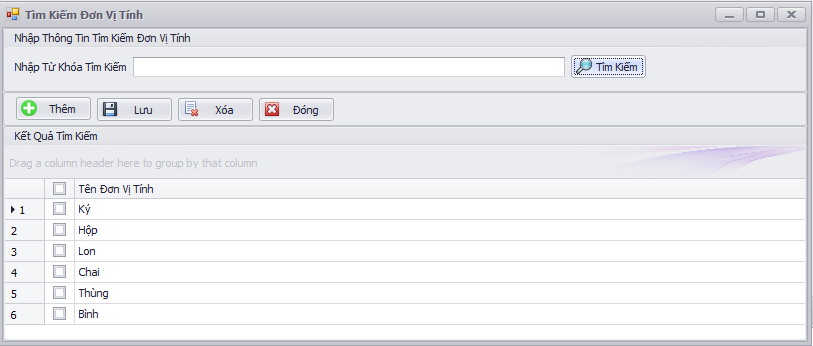 Tìm Kiếm Đơn Vị Tính
Nhập Thông Tin Tìm Kiếm Đơn Vị Tính
Nhập Từ Khóa Tìm Kiếm Tìm Kiếm
Thêm Lưu Xóa Đóng
Kết Quả Tìm Kiếm
Drag a column header here to group by that column
Tên Đơn Vị Tính
1 Ký
2 Hộp
3 Lon
4 Chai
5 Thùng
6 Bình